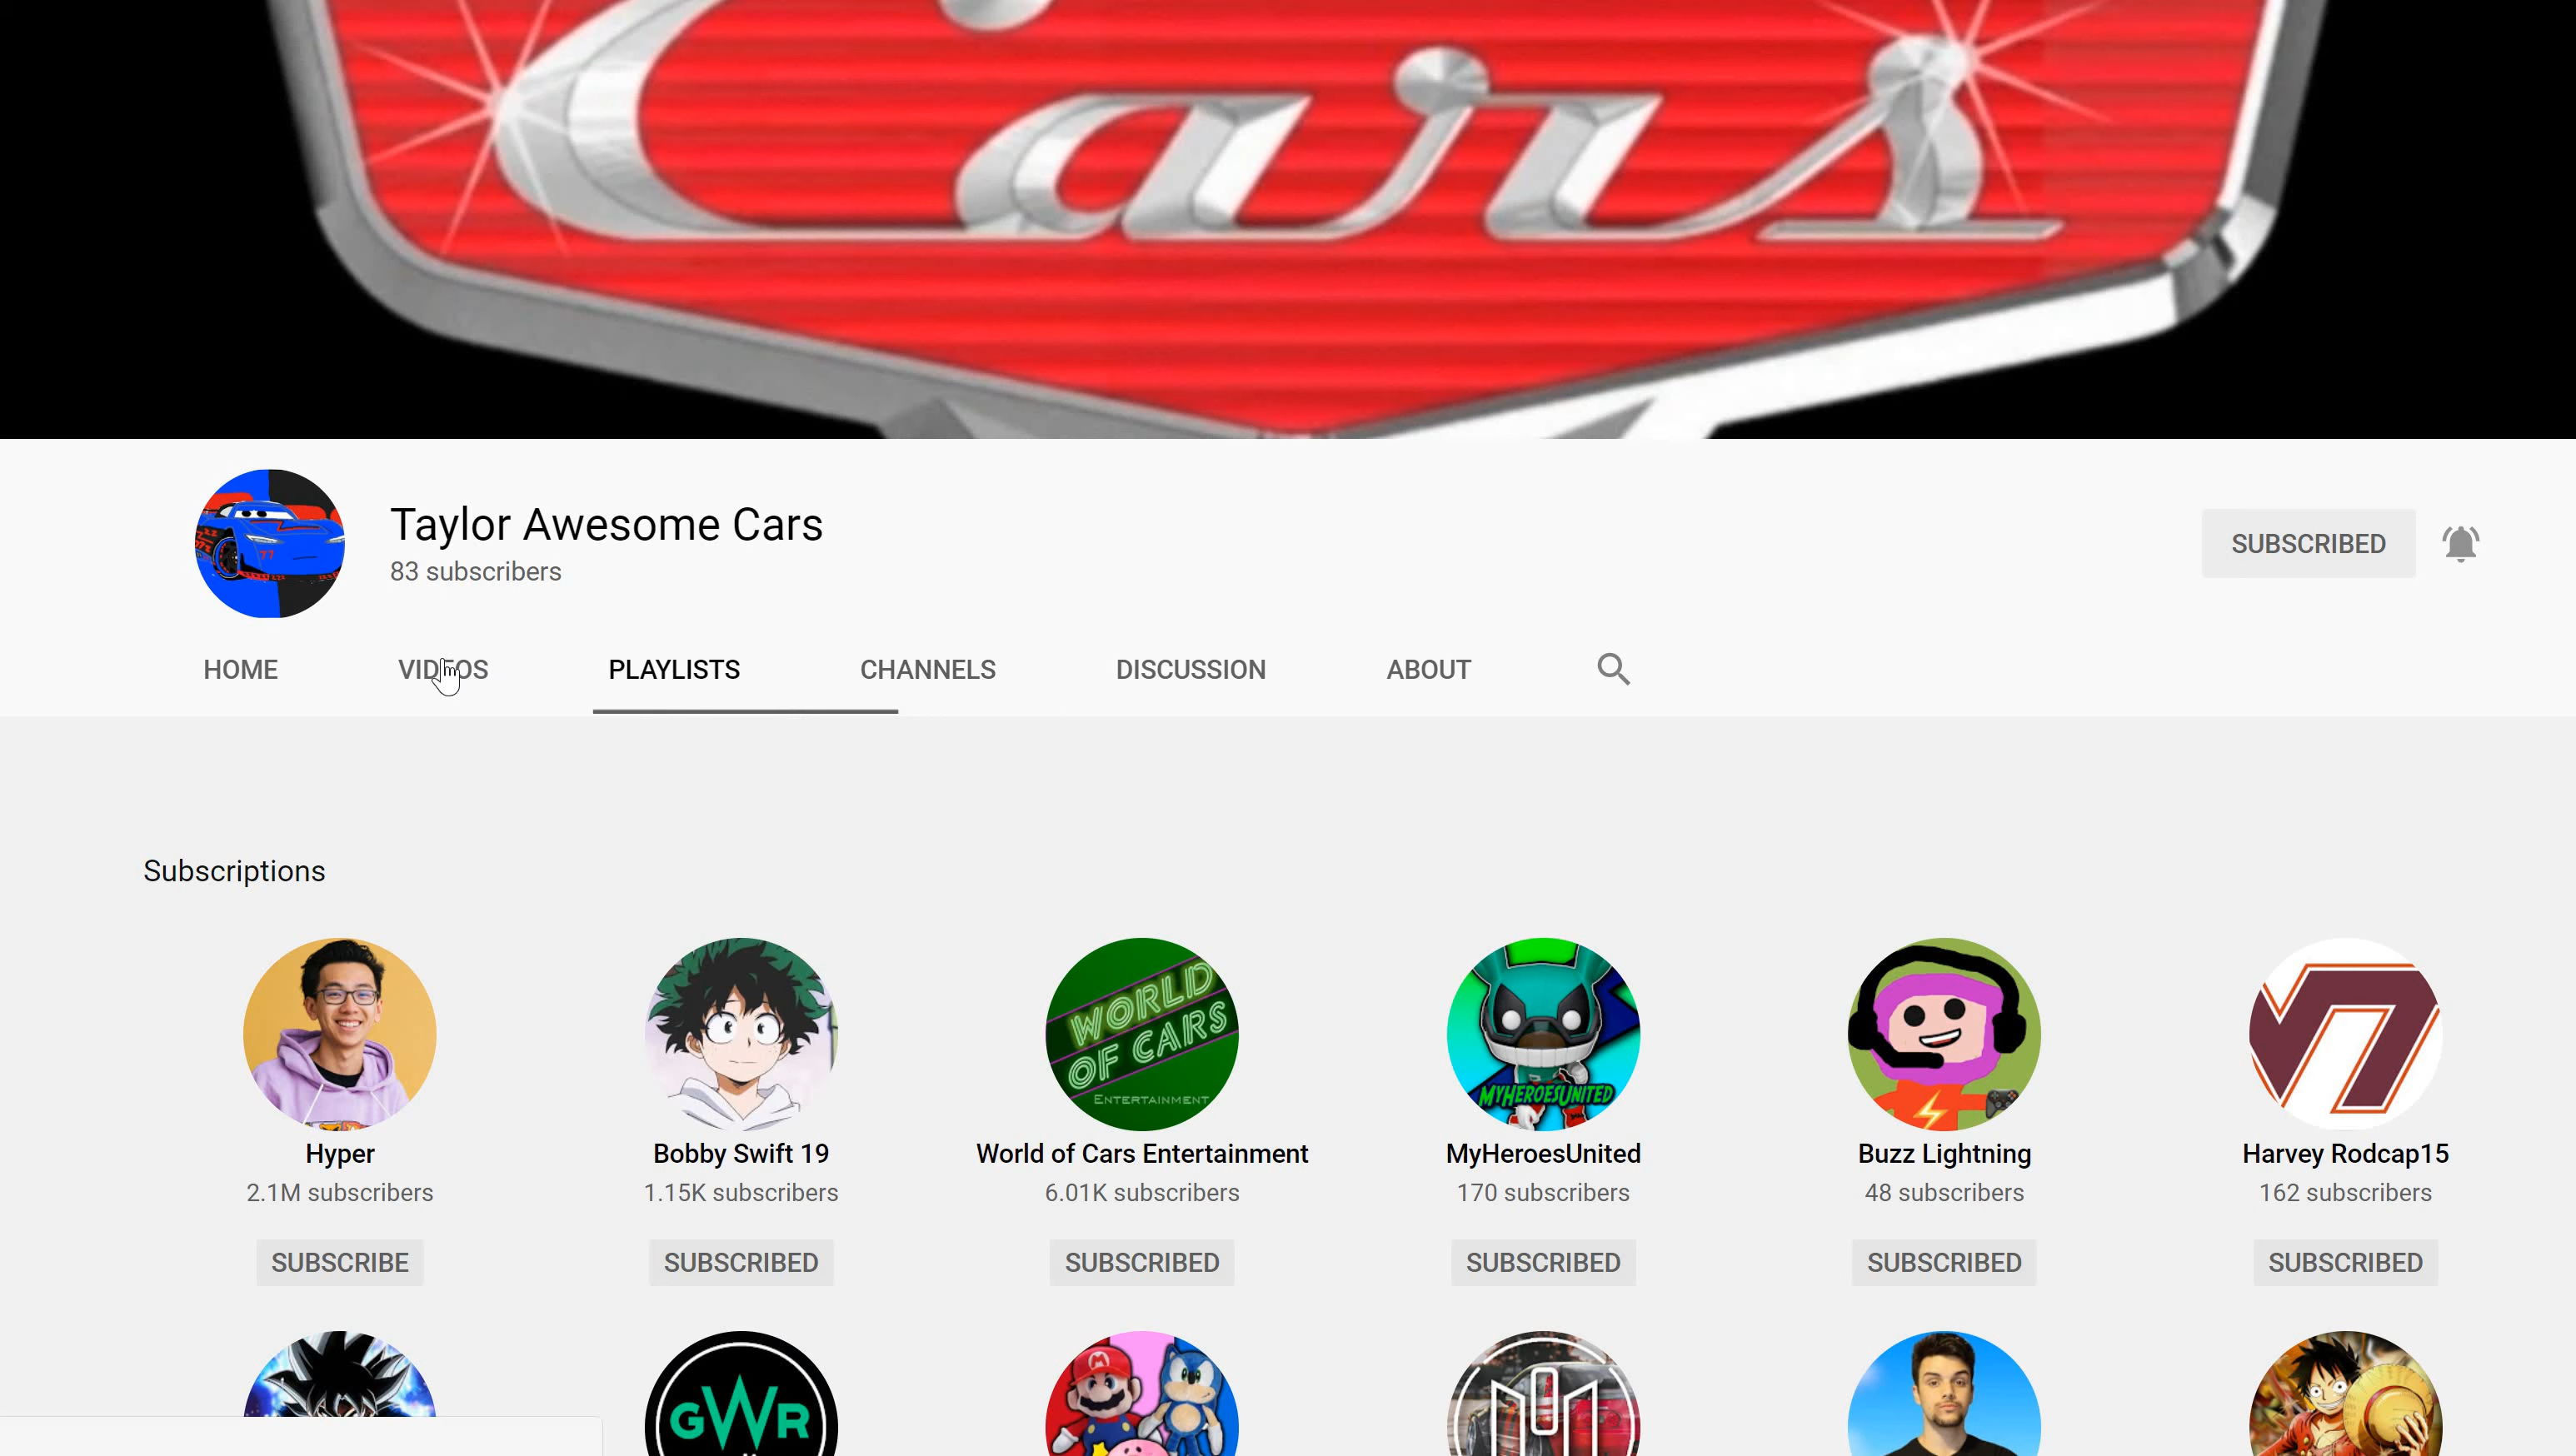 Cars
Taylor Awesome Cars
83 subscribers
SUBSCRIBED
HOME VIDEOS PLAYLISTS CHANNELS DISCUSSION ABOUT
Subscriptions
77
WORLD
OF CARS
ENTERTAINMENT
MYHEROESUNITED
Hyper Bobby Swift 19 World of Cars Entertainment MyHeroesUnited Buzz Lightning Harvey Rodcap15
2.1M subscribers 1.15K subscribers 6.01K subscribers 170 subscribers 48 subscribers 162 subscribers
SUBSCRIBE SUBSCRIBED SUBSCRIBED SUBSCRIBED SUBSCRIBED SUBSCRIBED
GWR